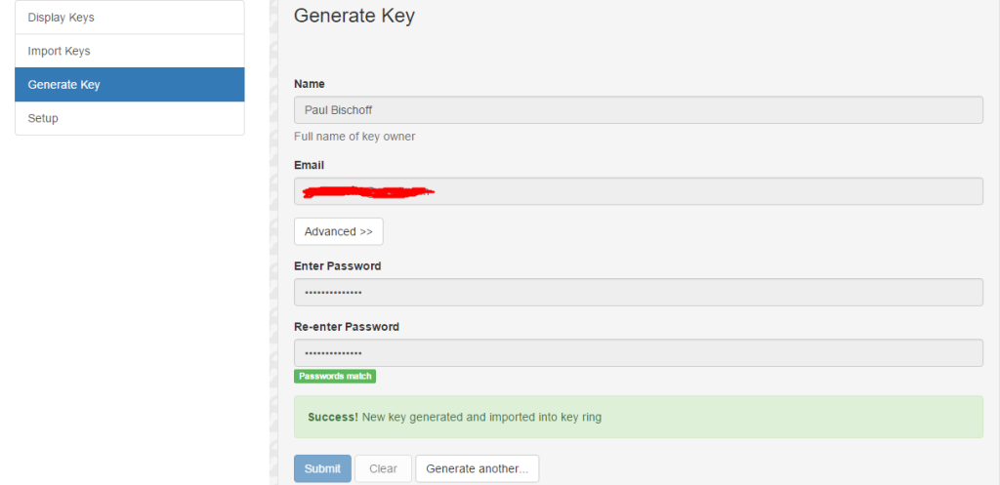 Display Keys
Import Keys
Generate Key
Setup
Generate Key
Name
Paul Bischoff
Full name of key owner
Email
Advanced >>
Enter Password
••••••••••••••
Re-enter Password
••••••••••••••
Passwords match
Success! New key generated and imported into key ring
Submit Clear Generate another...